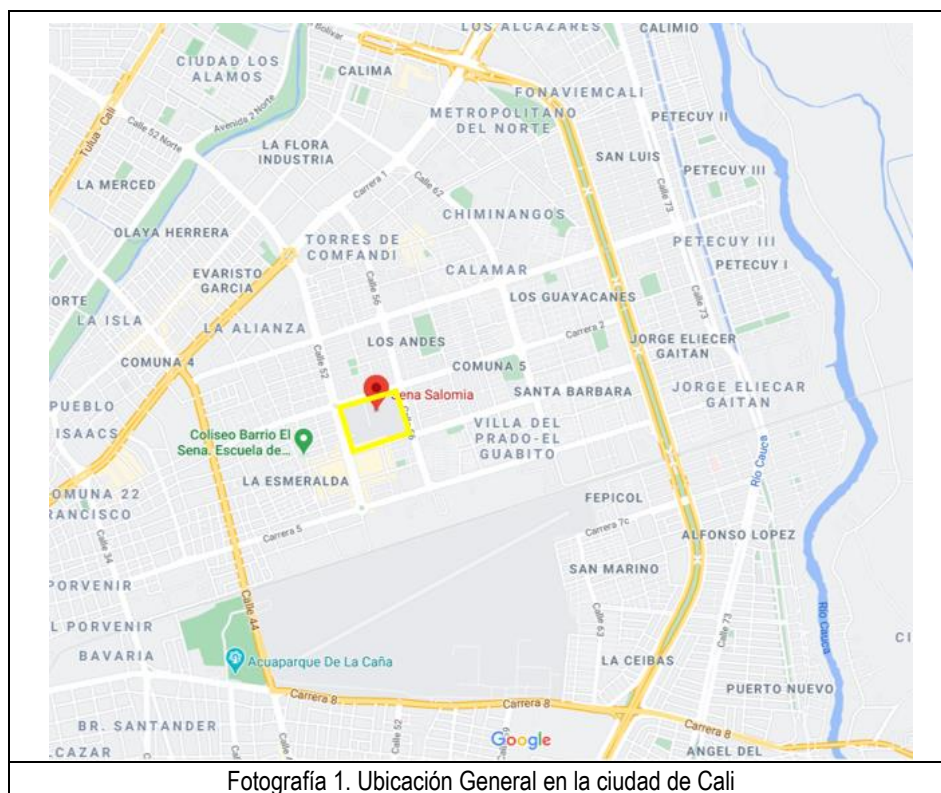 LOS ALCAZARES
CALIMIO
CIUDAD LOS
ALAMOS
CALIMA
FONAVIEMCALI
METROPOLITANO
DEL NORTE
PETECUY II
Avenida 2 Norte
Calle 52 Norte
Tulua - Cali
LA FLORA
INDUSTRIA
SAN LUIS
PETECUY III
Calle 73
LA MERCED
Carrera 1
Calle 62
CHIMINANGOS
OLAYA HERRERA
TORRES DE
COMFANDI
PETECUY III
PETECUY I
EVARISTO
GARCIA
CALAMAR
Calle 56
LOS GUAYACANES
Calle 73
ORTE
LA ISLA
LA ALIANZA
Carrera 2
LOS ANDES
JORGE ELIECER
GAITAN
COMUNA 4
Calle 52
COMUNA 5
SANTA BARBARA
JORGE ELIECAR
GAITAN
Sena Salomia
PUEBLO
ISAACS
Coliseo Barrio El
Sena. Escuela de...
VILLA DEL
PRADO-EL
GUABITO
LA ESMERALDA
Río Cauca
OMUNA 22
RANCISCO
FEPICOL
Carrera 7c
Carrera 5
ALFONSO LOPEZ
Calle 34
PORVENIR
SAN MARINO
Calle 44
Calle 63
Calle 73
Río Cauca
L PORVENIR
CI
BAVARIA
Acuaparque De La Caña
LA CEIBAS
PUERTO NUEVO
Carrera 8
Carrera 8
BR. SANTANDER
Calle 52
Carrera 8
Google
LCAZAR
ANGEL DEL
Fotografía 1. Ubicación General en la ciudad de Cali